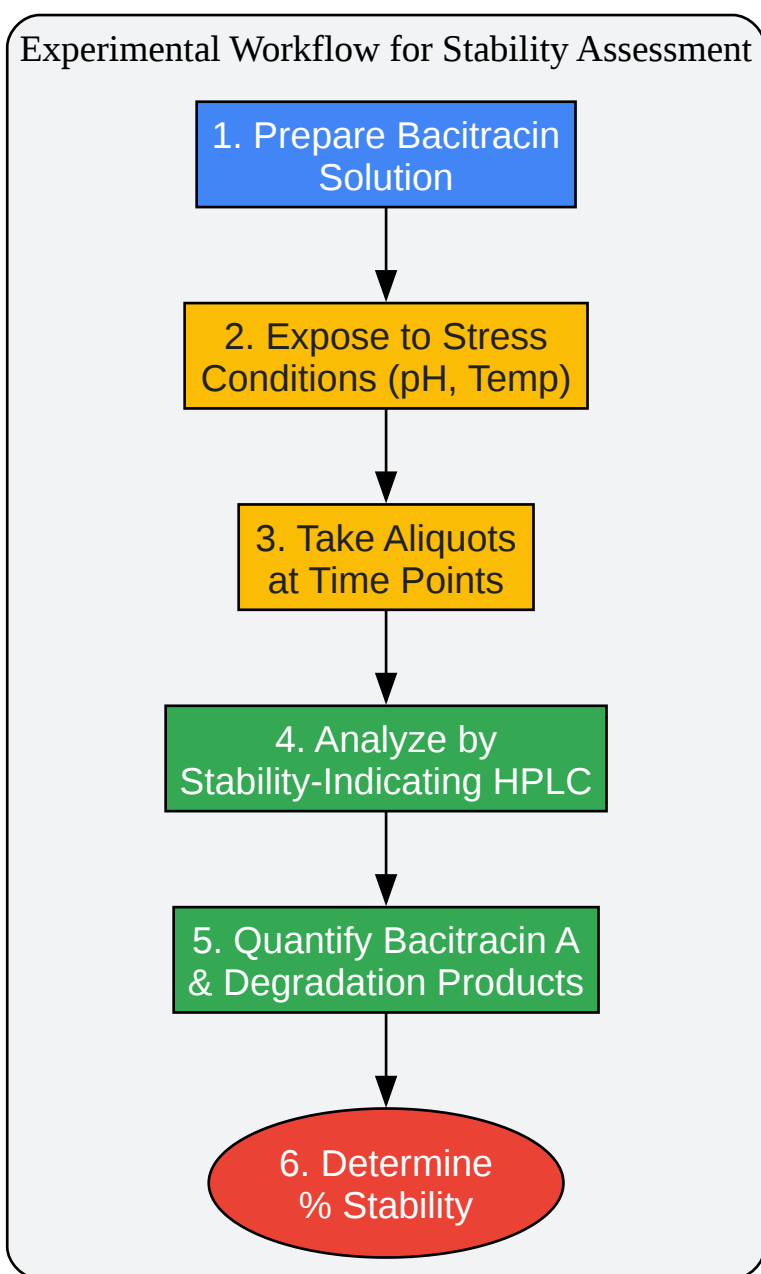 Experimental Workflow for Stability Assessment
1. Prepare Bacitracin
Solution
2. Expose to Stress
Conditions (pH, Temp)
3. Take Aliquots
at Time Points
4. Analyze by
Stability-Indicating HPLC
5. Quantify Bacitracin A
& Degradation Products
6. Determine
% Stability